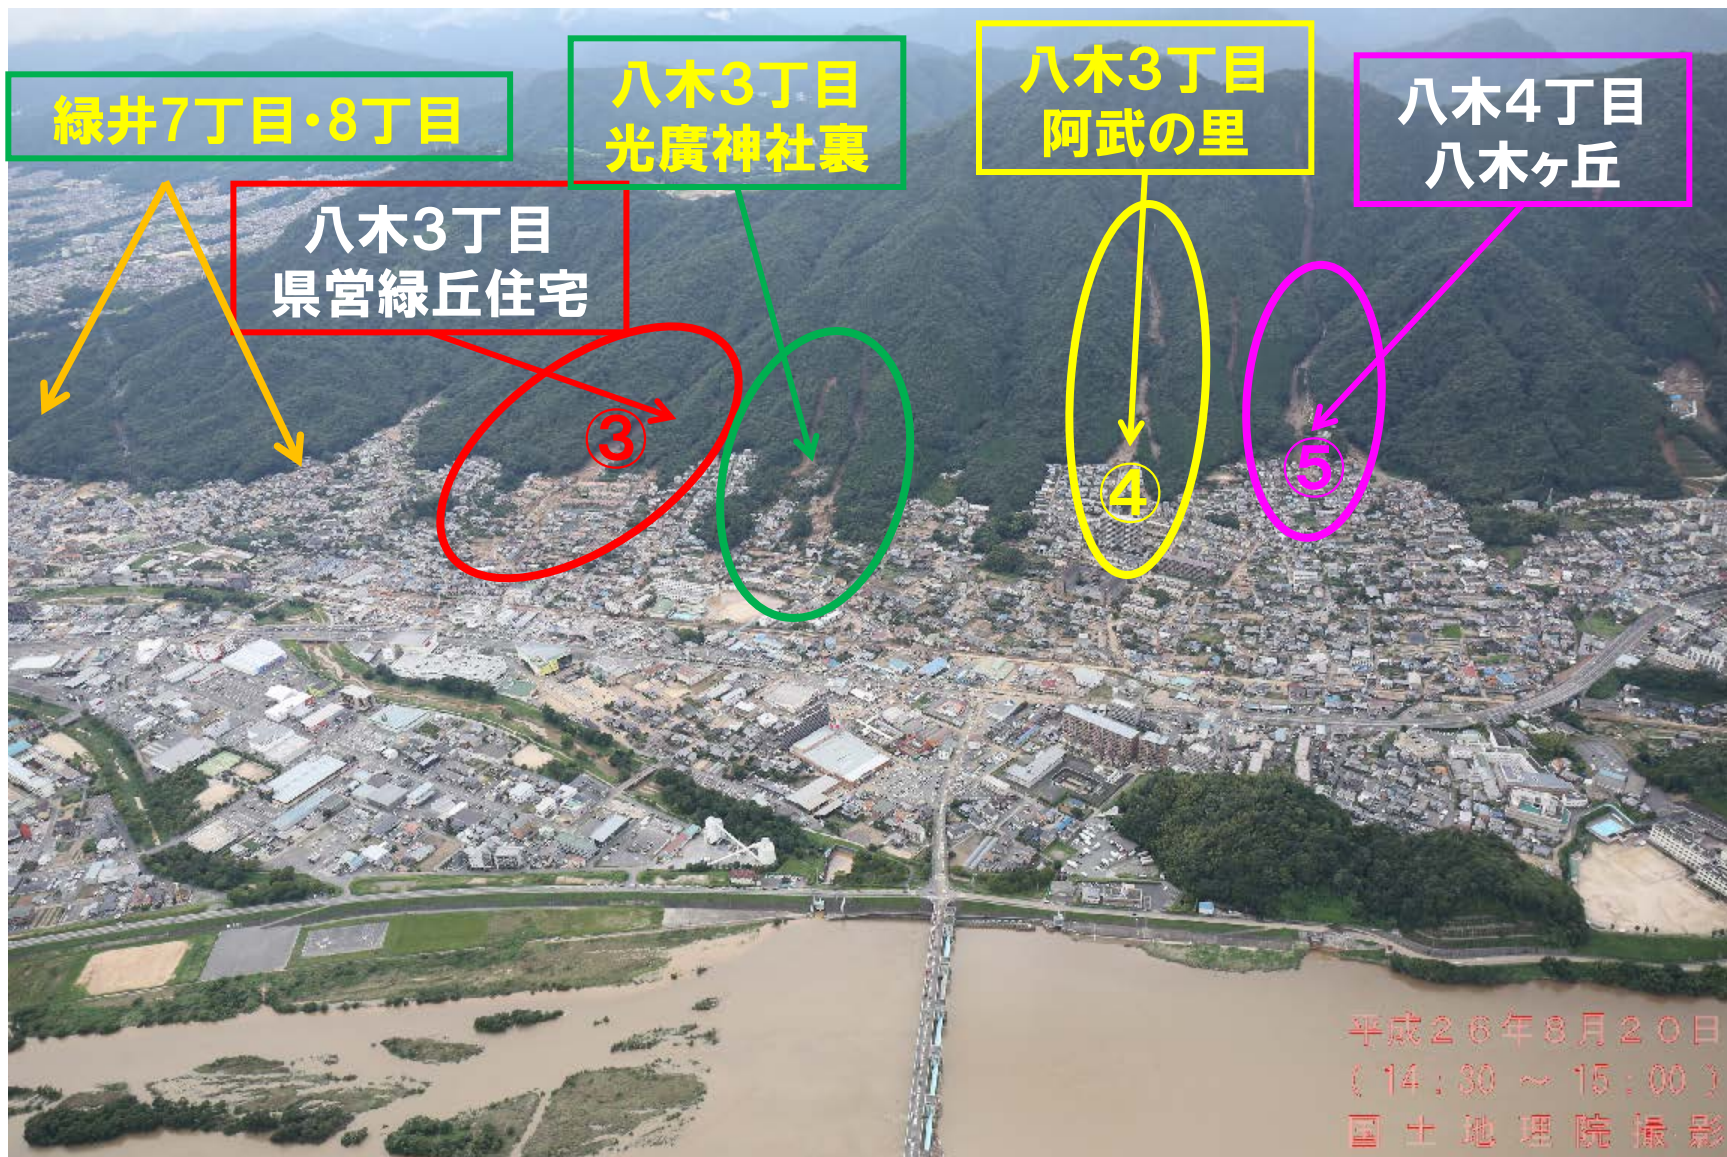 緑井7丁目・8丁目
八木3丁目
県営緑丘住宅
八木3丁目
光廣神社裏
八木3丁目
阿武の里
八木4丁目
八木ヶ丘
③
④
⑤
平成26年8月20日
(14:30 ～ 15:00)
国土地理院撮影